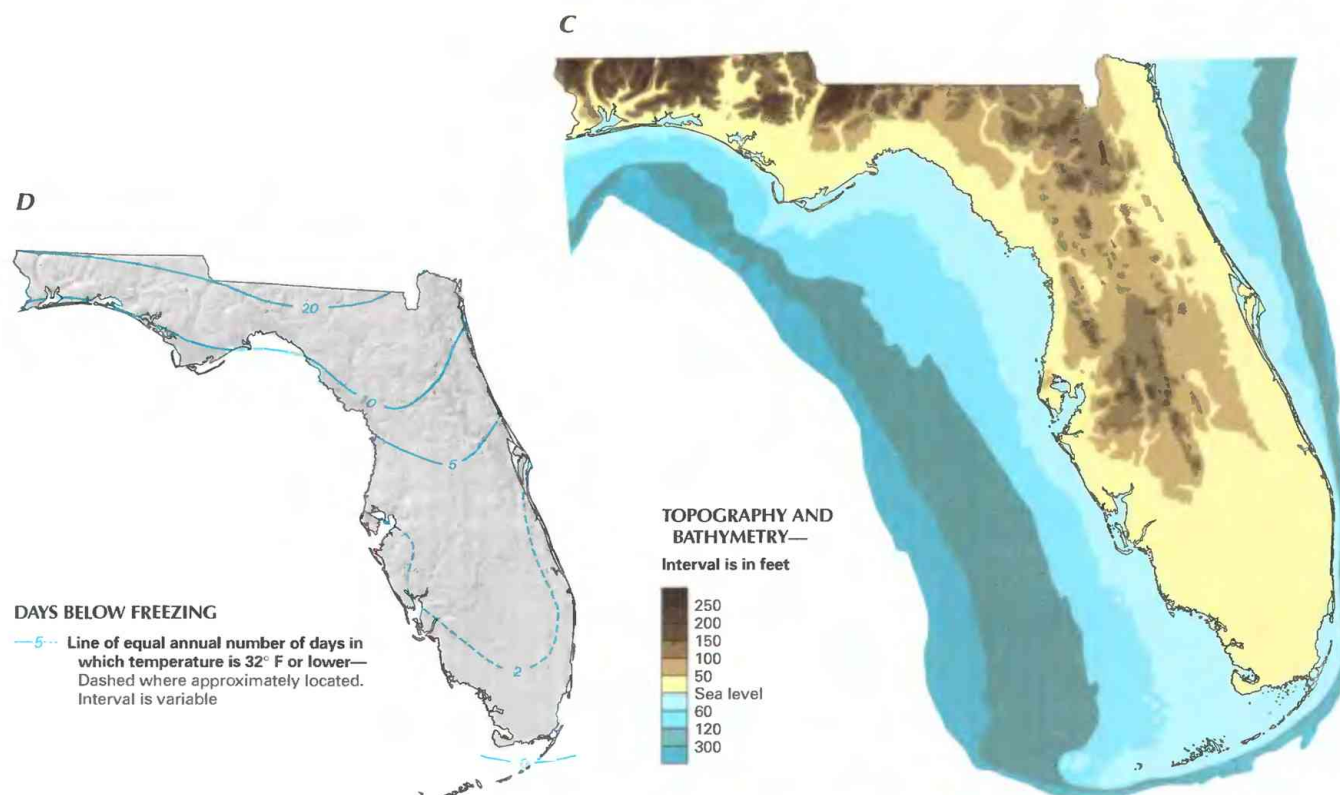 C
D
20
10
5
2
0
DAYS BELOW FREEZING
—5-- Line of equal annual number of days in
which temperature is 32° F or lower—
Dashed where approximately located.
Interval is variable
TOPOGRAPHY AND
BATHYMETRY—
Interval is in feet
250
200
150
100
50
Sea level
60
120
300